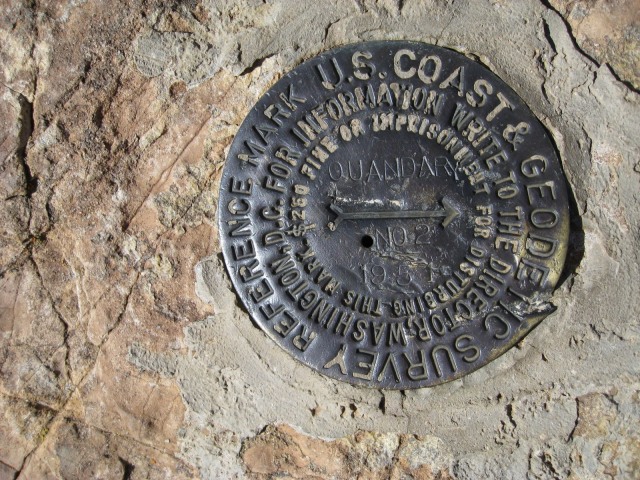 U.S. COAST & GEODETIC SURVEY REFERENCE MARK
FOR INFORMATION WRITE TO THE DIRECTOR, WASHINGTON, D.C.
$250 FINE OR IMPRISONMENT FOR DISTURBING THIS MARK.
QUANDARY
NO 2